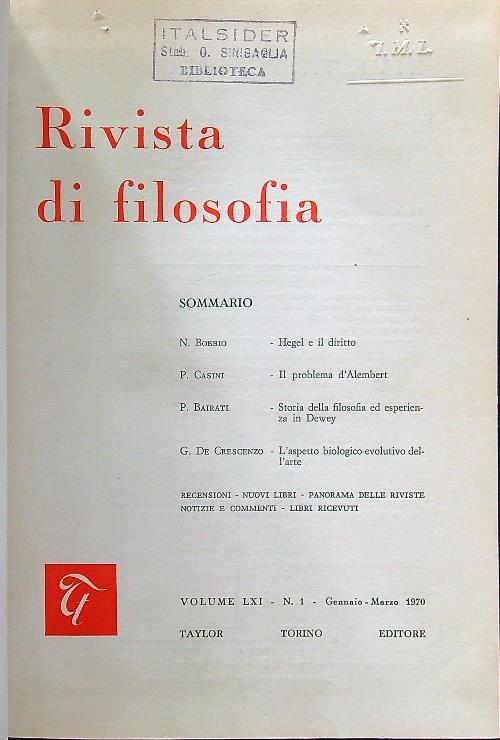 ITALSIDER
Stab. O. SINIGAGLIA
BIBLIOTECA
Rivista
di filosofia
SOMMARIO
N. BOBBIO - Hegel e il diritto
P. CASINI - Il problema d'Alembert
P. BAIRATI - Storia della filosofia ed esperien-
za in Dewey
G. DE CRESCENZO - L'aspetto biologico-evolutivo del-
l'arte
RECENSIONI - NUOVI LIBRI - PANORAMA DELLE RIVISTE
NOTIZIE E COMMENTI - LIBRI RICEVUTI
VOLUME LXI - N. 1 - Gennaio - Marzo 1970
TAYLOR TORINO EDITORE